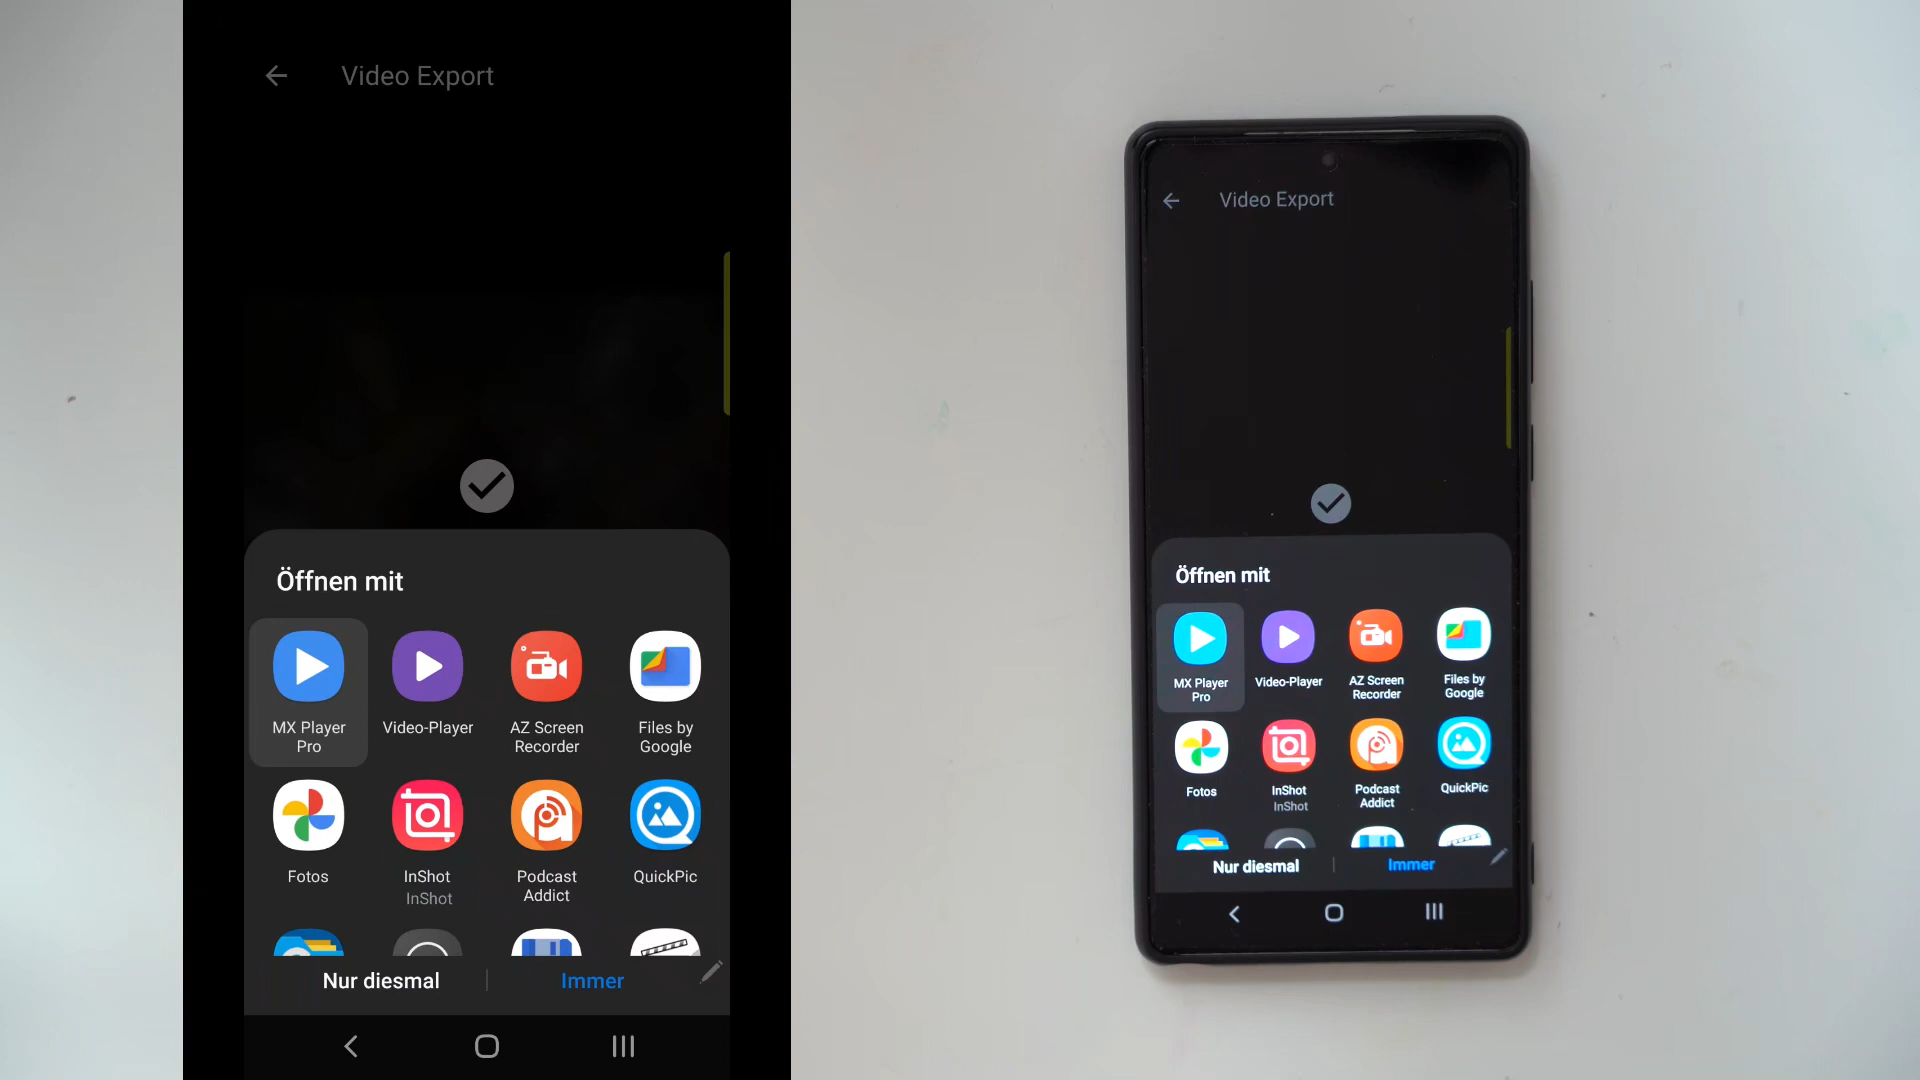 Video Export
Öffnen mit
MX Player
Pro
Video-Player
AZ Screen
Recorder
Files by
Google
Fotos
InShot
InShot
Podcast
Addict
QuickPic
Nur diesmal
Immer
Video Export
Öffnen mit
MX Player
Pro
Video-Player
AZ Screen
Recorder
Files by
Google
Fotos
InShot
InShot
Podcast
Addict
QuickPic
Nur diesmal
Immer